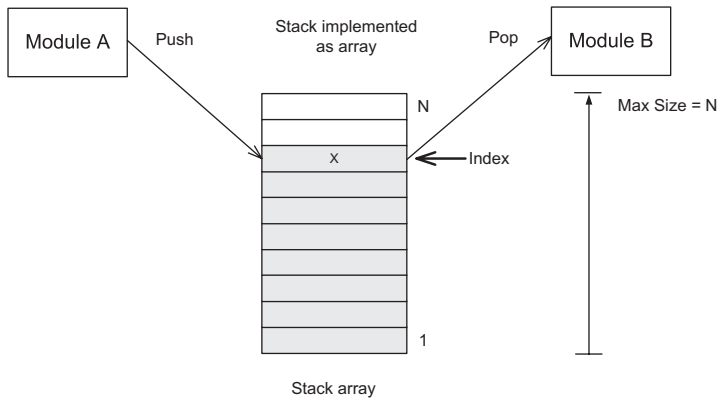 Module A
Push
Stack implemented
as array
Pop
Module B
N
Max Size = N
X
Index
1
Stack array